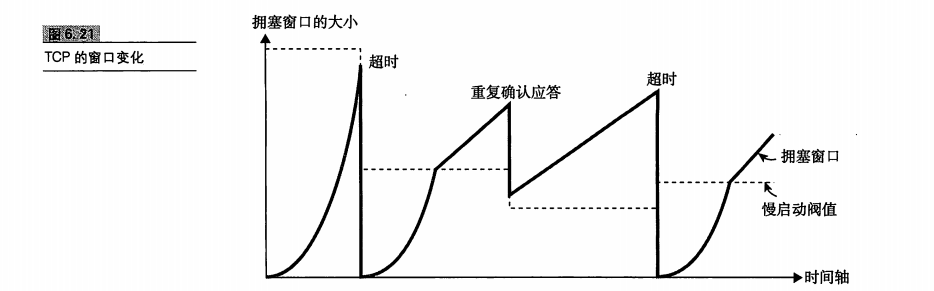 图6.21
TCP 的窗口变化
拥塞窗口的大小
超时
重复确认应答
超时
拥塞窗口
慢启动阀值
时间轴